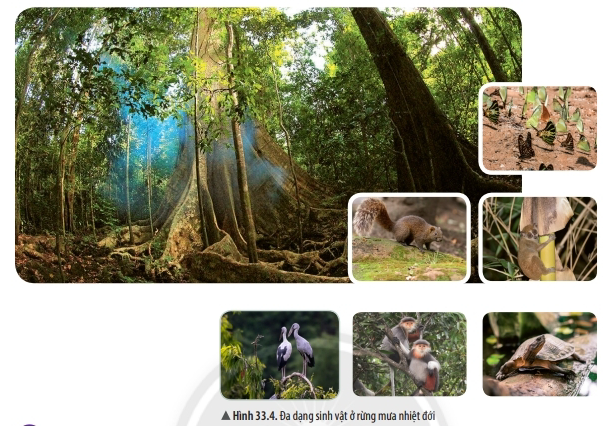 ▲ Hình 33.4. Đa dạng sinh vật ở rừng mưa nhiệt đới